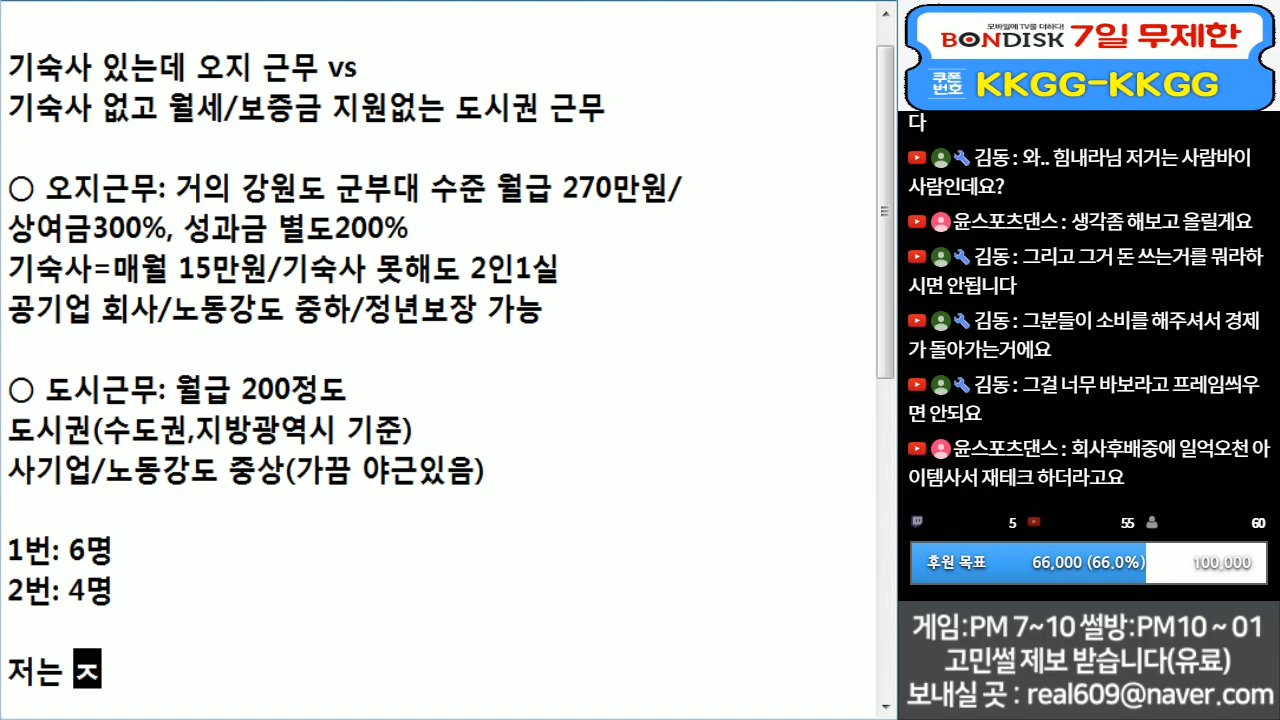 기숙사 있는데 오지 근무 vs
기숙사 없고 월세/보증금 지원없는 도시권 근무
○ 오지근무: 거의 강원도 군부대 수준 월급 270만원/
상여금300%, 성과금 별도200%
기숙사=매월 15만원/기숙사 못해도 2인1실
공기업 회사/노동강도 중하/정년보장 가능
○ 도시근무: 월급 200정도
도시권(수도권,지방광역시 기준)
사기업/노동강도 중상(가끔 야근있음)
1번: 6명
2번: 4명
저는 ㅈ
모바일에 TV를 더하다!
BONDISK 7일 무제한
쿠폰
번호 KKGG-KKGG
다
김동 : 와.. 힘내라님 저거는 사람바이
사람인데요?
윤스포츠댄스 : 생각좀 해보고 올릴게요
김동 : 그리고 그거 돈 쓰는거를 뭐라하
시면 안됩니다
김동 : 그분들이 소비를 해주셔서 경제
가 돌아가는거에요
김동 : 그걸 너무 바보라고 프레임씌우
면 안되요
윤스포츠댄스 : 회사후배중에 일억오천 아
이템사서 재테크 하더라고요
5 55 60
후원 목표 66,000 (66.0%) 100,000
게임:PM 7~10 썰방:PM10 ~ 01
고민썰 제보 받습니다(유료)
보내실 곳 : real609@naver.com